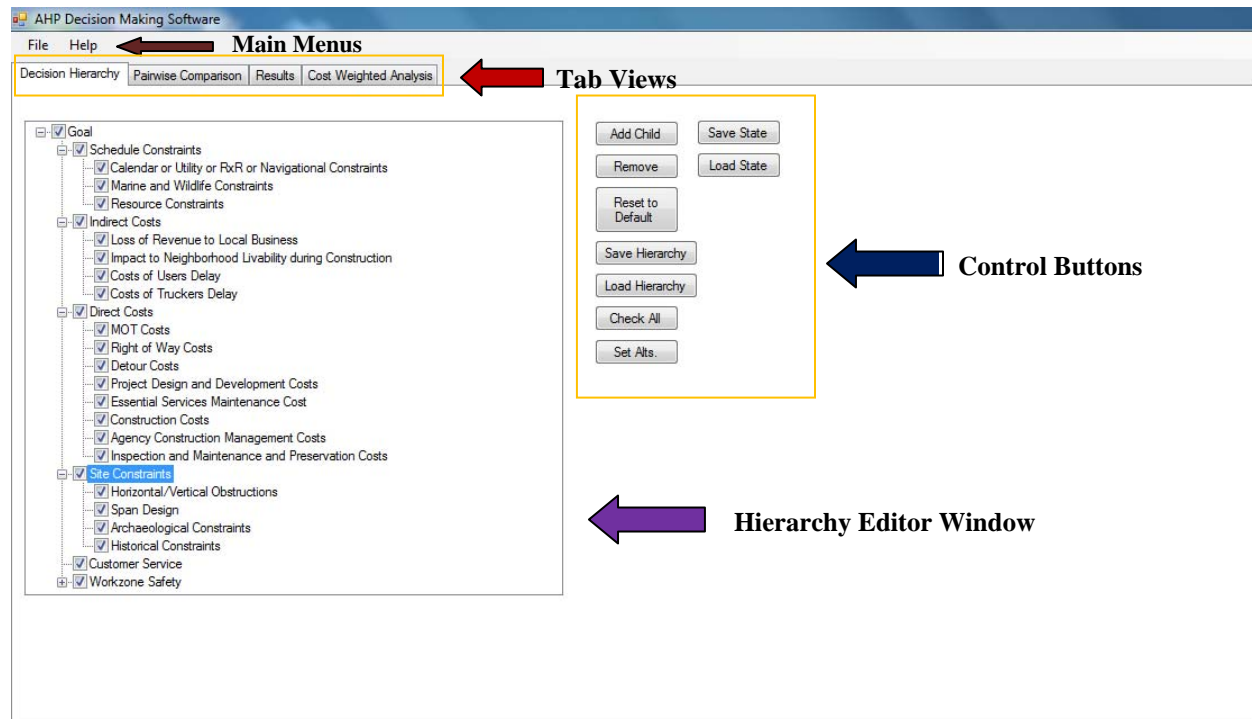 AHP Decision Making Software
File Help Main Menus
Decision Hierarchy Pairwise Comparison Results Cost Weighted Analysis Tab Views
Goal
Schedule Constraints
Calendar or Utility or RxR or Navigational Constraints
Marine and Wildlife Constraints
Resource Constraints
Indirect Costs
Loss of Revenue to Local Business
Impact to Neighborhood Livability during Construction
Costs of Users Delay
Costs of Truckers Delay
Direct Costs
MOT Costs
Right of Way Costs
Detour Costs
Project Design and Development Costs
Essential Services Maintenance Cost
Construction Costs
Agency Construction Management Costs
Inspection and Maintenance and Preservation Costs
Site Constraints
Horizontal/Vertical Obstructions
Span Design
Archaeological Constraints
Historical Constraints
Customer Service
Workzone Safety
Add Child Save State
Remove Load State
Reset to
Default
Save Hierarchy
Load Hierarchy
Check All
Set Alts.
Control Buttons
Hierarchy Editor Window